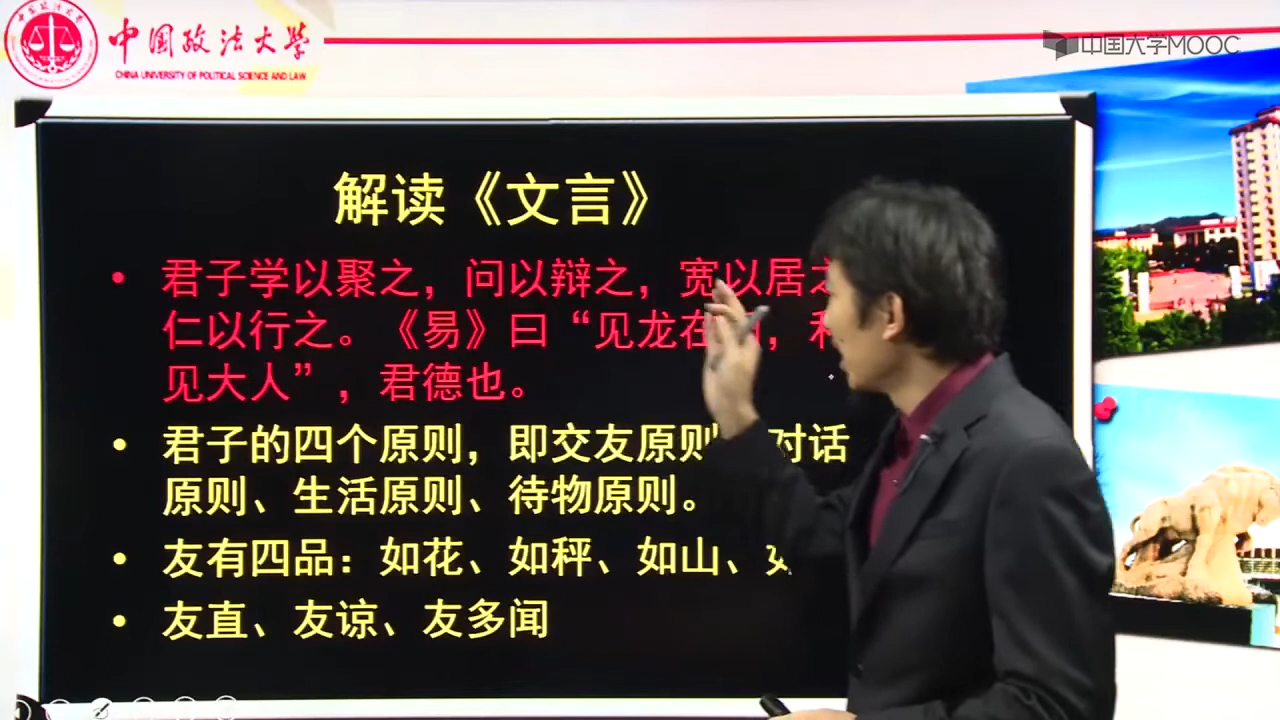 中国政法大学
CHINA UNIVERSITY OF POLITICAL SCIENCE AND LAW
中国大学MOOC
解读《文言》
• 君子学以聚之，问以辩之，宽以居之
仁以行之。《易》曰“见龙在，利
见大人”，君德也。
• 君子的四个原则，即交友原则、对话
原则、生活原则、待物原则。
• 友有四品：如花、如秤、如山、如
• 友直、友谅、友多闻